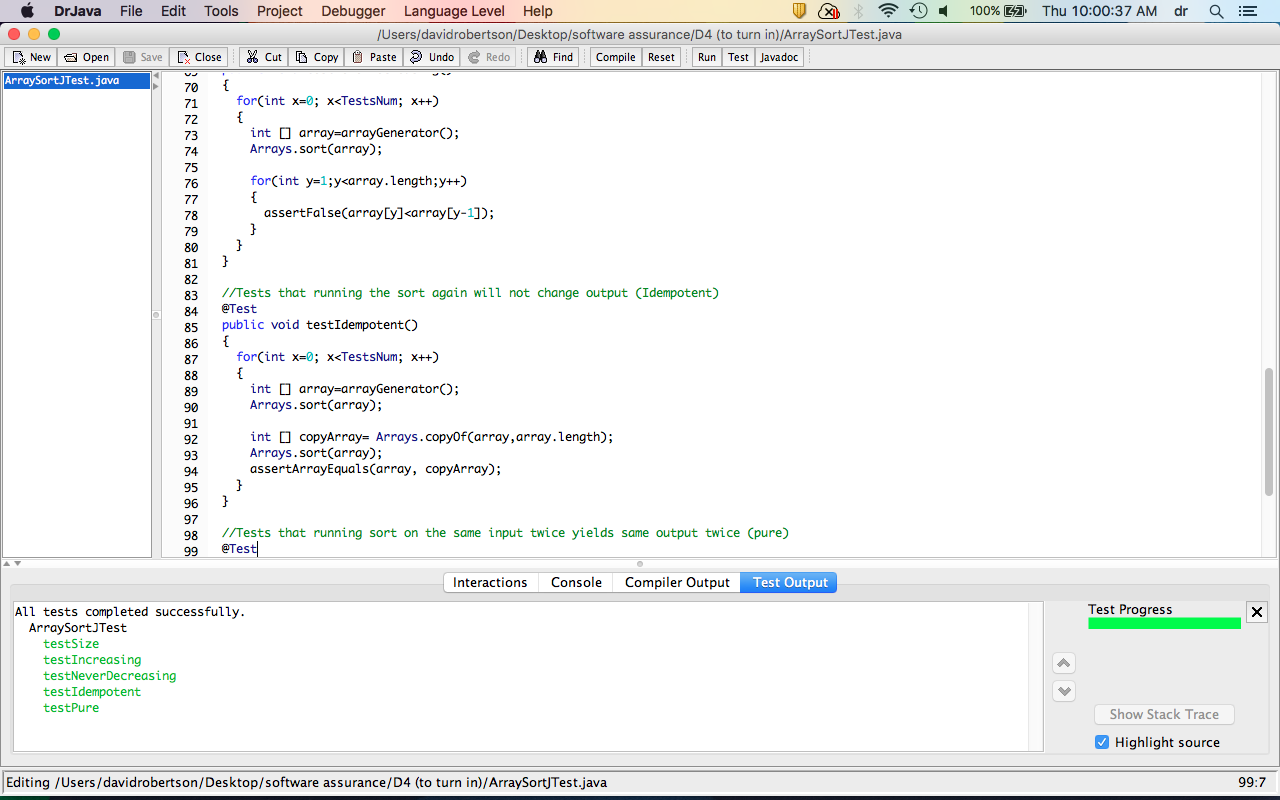 DrJava File Edit Tools Project Debugger Language Level Help 100% Thu 10:00:37 AM dr
/Users/davidrobertson/Desktop/software assurance/D4 (to turn in)/ArraySortJTest.java
New Open Save Close Cut Copy Paste Undo Redo Find Compile Reset Run Test Javadoc
ArraySortJTest.java
70 {
71 for(int x=0; x<TestsNum; x++)
72 {
73 int [] array=arrayGenerator();
74 Arrays.sort(array);
75
76 for(int y=1;y<array.length;y++)
77 {
78 assertFalse(array[y]<array[y-1]);
79 }
80 }
81 }
82
83 //Tests that running the sort again will not change output (Idempotent)
84 @Test
85 public void testIdempotent()
86 {
87 for(int x=0; x<TestsNum; x++)
88 {
89 int [] array=arrayGenerator();
90 Arrays.sort(array);
91
92 int [] copyArray= Arrays.copyOf(array,array.length);
93 Arrays.sort(array);
94 assertArrayEquals(array, copyArray);
95 }
96 }
97
98 //Tests that running sort on the same input twice yields same output twice (pure)
99 @Test
Interactions Console Compiler Output Test Output
All tests completed successfully.
ArraySortJTest
testSize
testIncreasing
testNeverDecreasing
testIdempotent
testPure
Test Progress
Show Stack Trace
Highlight source
Editing /Users/davidrobertson/Desktop/software assurance/D4 (to turn in)/ArraySortJTest.java 99:7